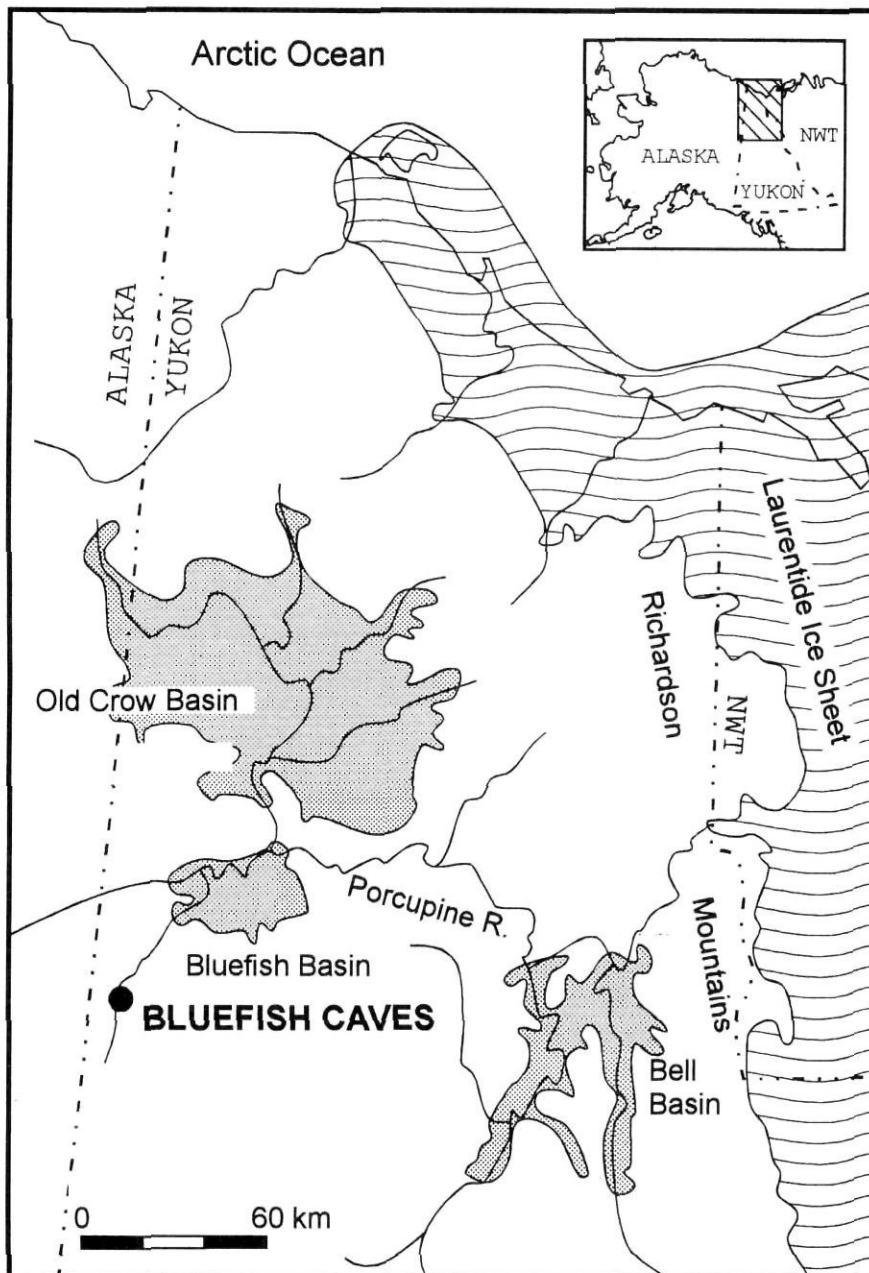 Arctic Ocean
ALASKA
NWT
YUKON
ALASKA
YUKON
Laurentide Ice Sheet
Richardson
NWT
Old Crow Basin
Porcupine R.
Mountains
Bluefish Basin
BLUEFISH CAVES
Bell
Basin
0 60 km